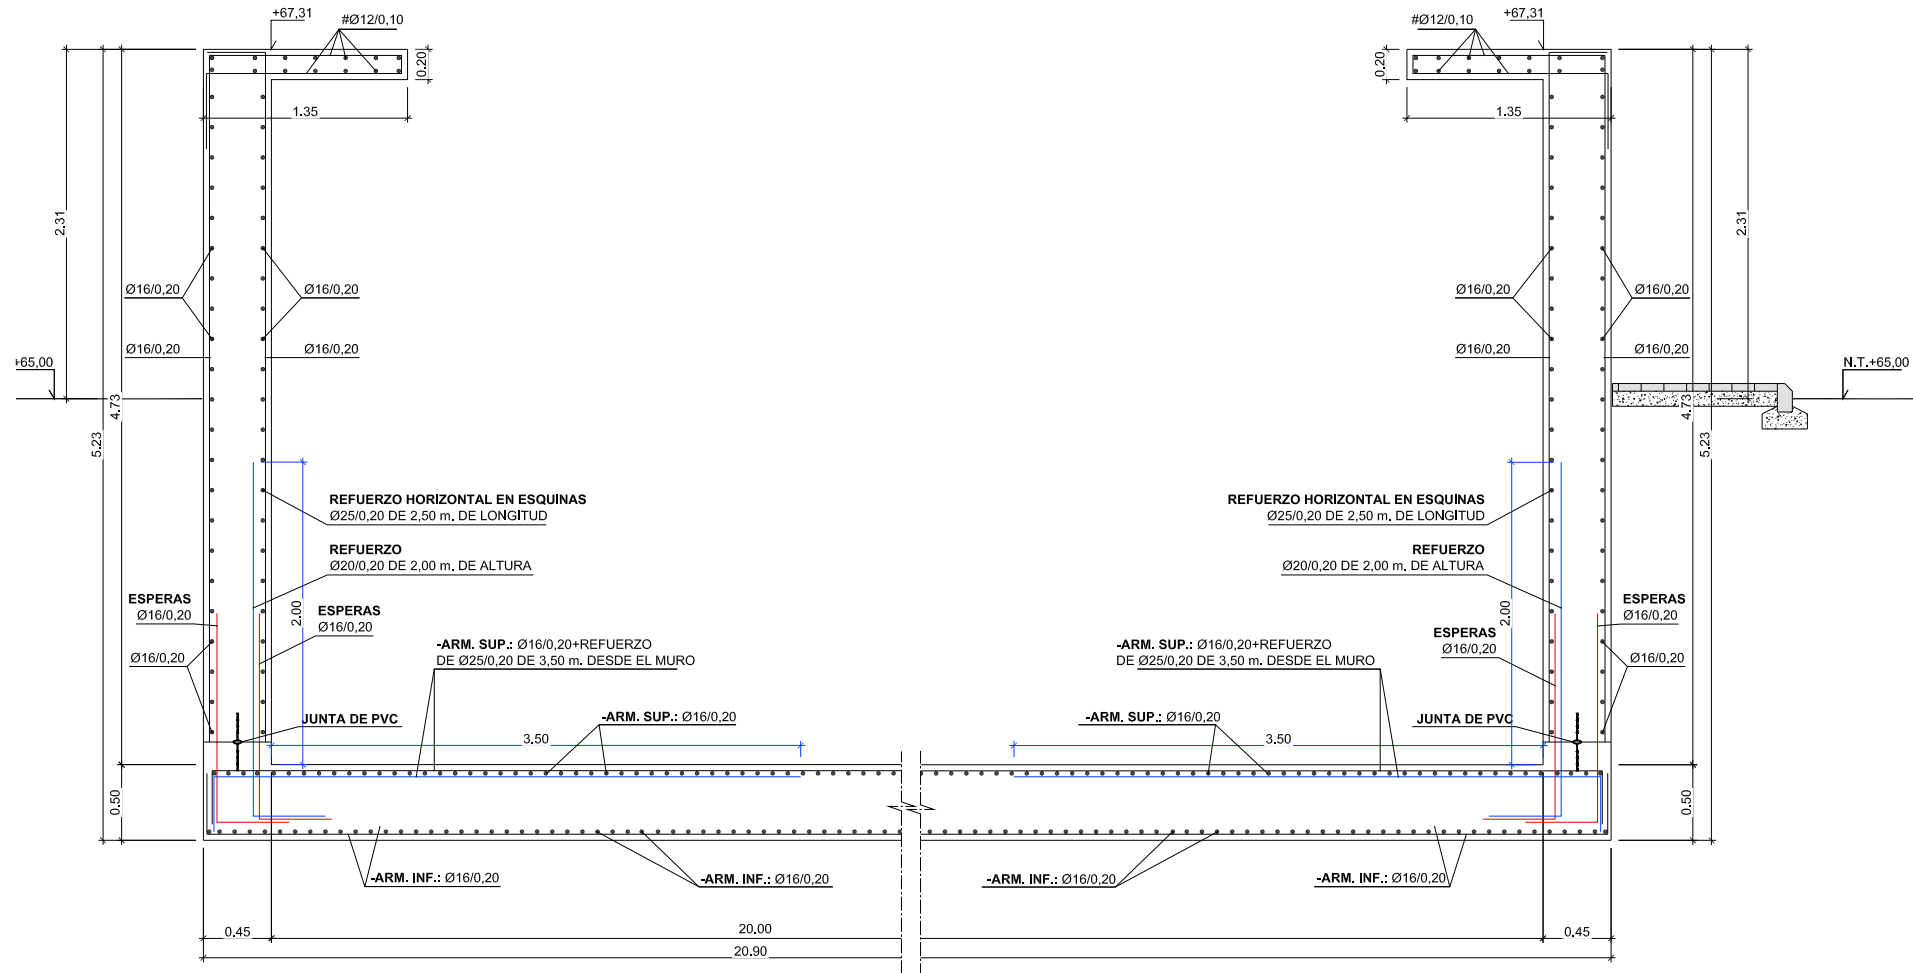 +67,31
#Ø12/0,10
0.20
1.35
2.31
5.23
4.73
+65,00
Ø16/0,20
Ø16/0,20
Ø16/0,20
Ø16/0,20
REFUERZO HORIZONTAL EN ESQUINAS
Ø25/0,20 DE 2,50 m. DE LONGITUD
REFUERZO
Ø20/0,20 DE 2,00 m. DE ALTURA
2.00
ESPERAS
Ø16/0,20
ESPERAS
Ø16/0,20
Ø16/0,20
-ARM. SUP.: Ø16/0,20+REFUERZO
DE Ø25/0,20 DE 3,50 m. DESDE EL MURO
JUNTA DE PVC
-ARM. SUP.: Ø16/0,20
3.50
0.50
-ARM. INF.: Ø16/0,20
-ARM. INF.: Ø16/0,20
0.45
20.00
20.90
+67,31
#Ø12/0,10
0.20
1.35
2.31
4.73
5.23
N.T.+65,00
Ø16/0,20
Ø16/0,20
Ø16/0,20
Ø16/0,20
REFUERZO HORIZONTAL EN ESQUINAS
Ø25/0,20 DE 2,50 m. DE LONGITUD
REFUERZO
Ø20/0,20 DE 2,00 m. DE ALTURA
2.00
ESPERAS
Ø16/0,20
ESPERAS
Ø16/0,20
Ø16/0,20
-ARM. SUP.: Ø16/0,20+REFUERZO
DE Ø25/0,20 DE 3,50 m. DESDE EL MURO
-ARM. SUP.: Ø16/0,20
JUNTA DE PVC
3.50
0.50
-ARM. INF.: Ø16/0,20
-ARM. INF.: Ø16/0,20
0.45